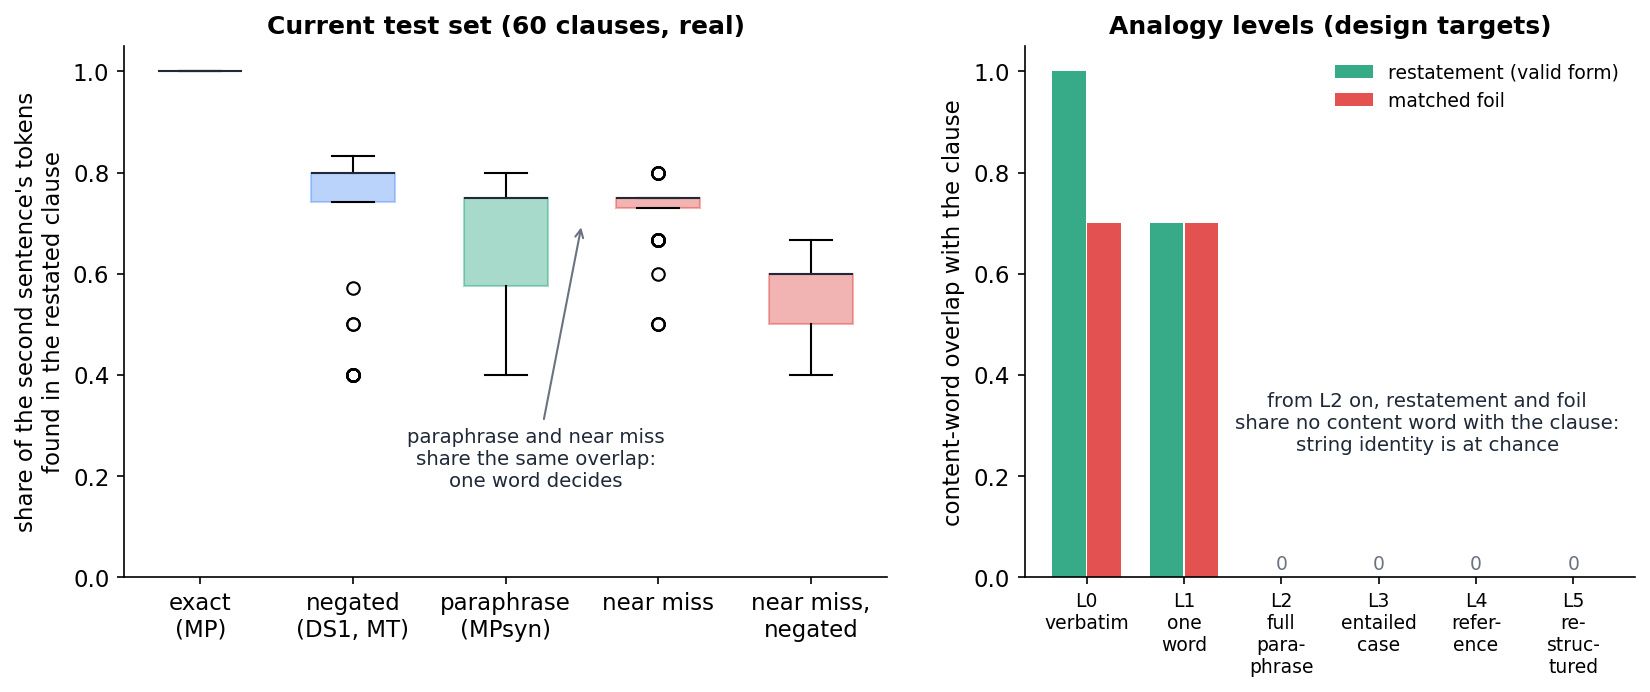 Current test set (60 clauses, real)
share of the second sentence's tokens
found in the restated clause
1.0
0.8
0.6
0.4
0.2
0.0
paraphrase and near miss
share the same overlap:
one word decides
exact
(MP)
negated
(DS1, MT)
paraphrase
(MPsyn)
near miss
near miss,
negated
Analogy levels (design targets)
content-word overlap with the clause
1.0
0.8
0.6
0.4
0.2
0.0
restatement (valid form)
matched foil
from L2 on, restatement and foil
share no content word with the clause:
string identity is at chance
0
0
0
0
L0
verbatim
L1
one
word
L2
full
para-
phrase
L3
entailed
case
L4
refer-
ence
L5
re-
struc-
tured